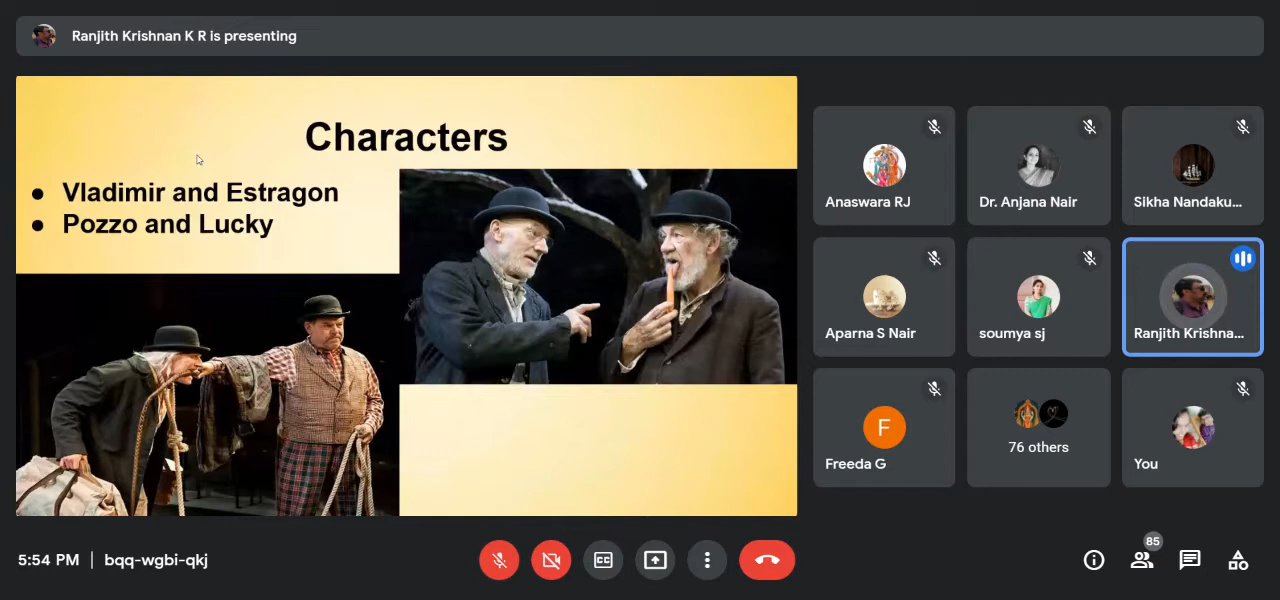 Ranjith Krishnan K R is presenting
Characters
● Vladimir and Estragon
● Pozzo and Lucky
Anaswara RJ
Dr. Anjana Nair
Sikha Nandaku...
Aparna S Nair
soumya sj
Ranjith Krishna...
F
Freeda G
76 others
You
5:54 PM | bqq-wgbi-qkj
CC
85